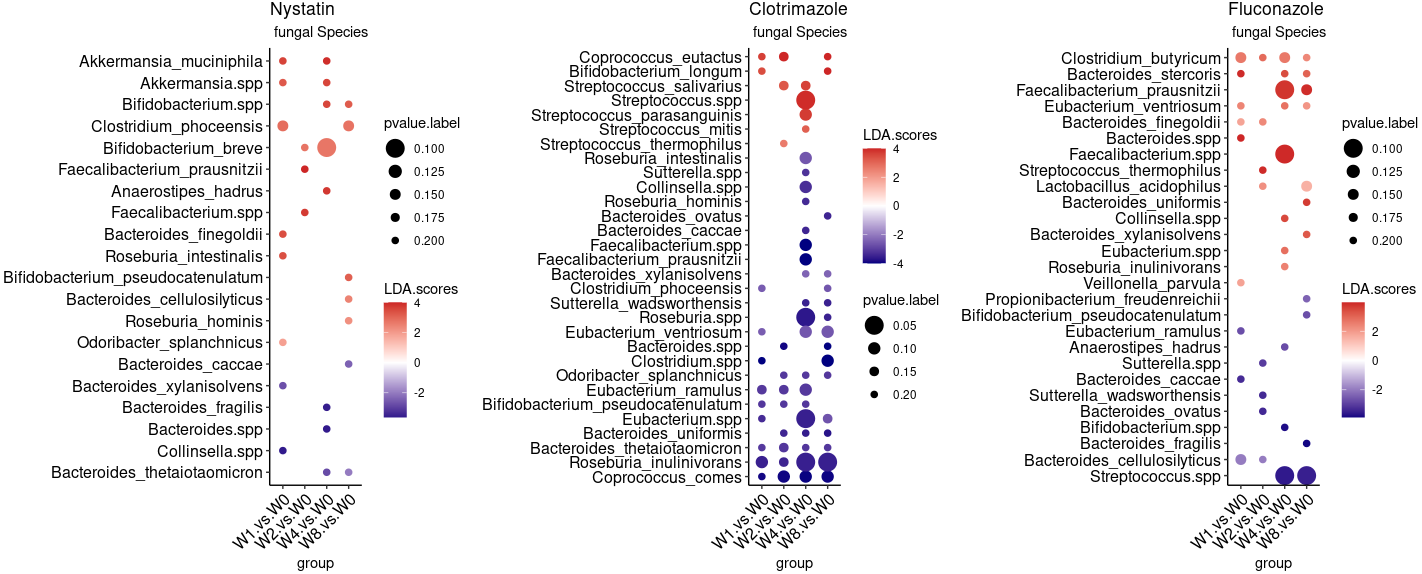 Nystatin
fungal Species
Akkermansia_muciniphila
Akkermansia.spp
Bifidobacterium.spp
Clostridium_phoceensis
Bifidobacterium_breve
Faecalibacterium_prausnitzii
Anaerostipes_hadrus
Faecalibacterium.spp
Bacteroides_finegoldii
Roseburia_intestinalis
Bifidobacterium_pseudocatenulatum
Bacteroides_cellulosilyticus
Roseburia_hominis
Odoribacter_splanchnicus
Bacteroides_caccae
Bacteroides_xylanisolvens
Bacteroides_fragilis
Bacteroides.spp
Collinsella.spp
Bacteroides_thetaiotaomicron
W1.vs.W0
W2.vs.W0
W4.vs.W0
W8.vs.W0
group
pvalue.label
0.100
0.125
0.150
0.175
0.200
LDA.scores
4
2
0
-2
Clotrimazole
fungal Species
Coprococcus_eutactus
Bifidobacterium_longum
Streptococcus_salivarius
Streptococcus.spp
Streptococcus_parasanguinis
Streptococcus_mitis
Streptococcus_thermophilus
Roseburia_intestinalis
Sutterella.spp
Collinsella.spp
Roseburia_hominis
Bacteroides_ovatus
Bacteroides_caccae
Faecalibacterium.spp
Faecalibacterium_prausnitzii
Bacteroides_xylanisolvens
Clostridium_phoceensis
Sutterella_wadsworthensis
Roseburia.spp
Eubacterium_ventriosum
Bacteroides.spp
Clostridium.spp
Odoribacter_splanchnicus
Eubacterium_ramulus
Bifidobacterium_pseudocatenulatum
Eubacterium.spp
Bacteroides_uniformis
Bacteroides_thetaiotaomicron
Roseburia_inulinivorans
Coprococcus_comes
W1.vs.W0
W2.vs.W0
W4.vs.W0
W8.vs.W0
group
LDA.scores
4
2
0
-2
-4
pvalue.label
0.05
0.10
0.15
0.20
Fluconazole
fungal Species
Clostridium_butyricum
Bacteroides_stercoris
Faecalibacterium_prausnitzii
Eubacterium_ventriosum
Bacteroides_finegoldii
Bacteroides.spp
Faecalibacterium.spp
Streptococcus_thermophilus
Lactobacillus_acidophilus
Bacteroides_uniformis
Collinsella.spp
Bacteroides_xylanisolvens
Eubacterium.spp
Roseburia_inulinivorans
Veillonella_parvula
Propionibacterium_freudenreichii
Bifidobacterium_pseudocatenulatum
Eubacterium_ramulus
Anaerostipes_hadrus
Sutterella.spp
Bacteroides_caccae
Sutterella_wadsworthensis
Bacteroides_ovatus
Bifidobacterium.spp
Bacteroides_fragilis
Bacteroides_cellulosilyticus
Streptococcus.spp
W1.vs.W0
W2.vs.W0
W4.vs.W0
W8.vs.W0
group
pvalue.label
0.100
0.125
0.150
0.175
0.200
LDA.scores
2
0
-2